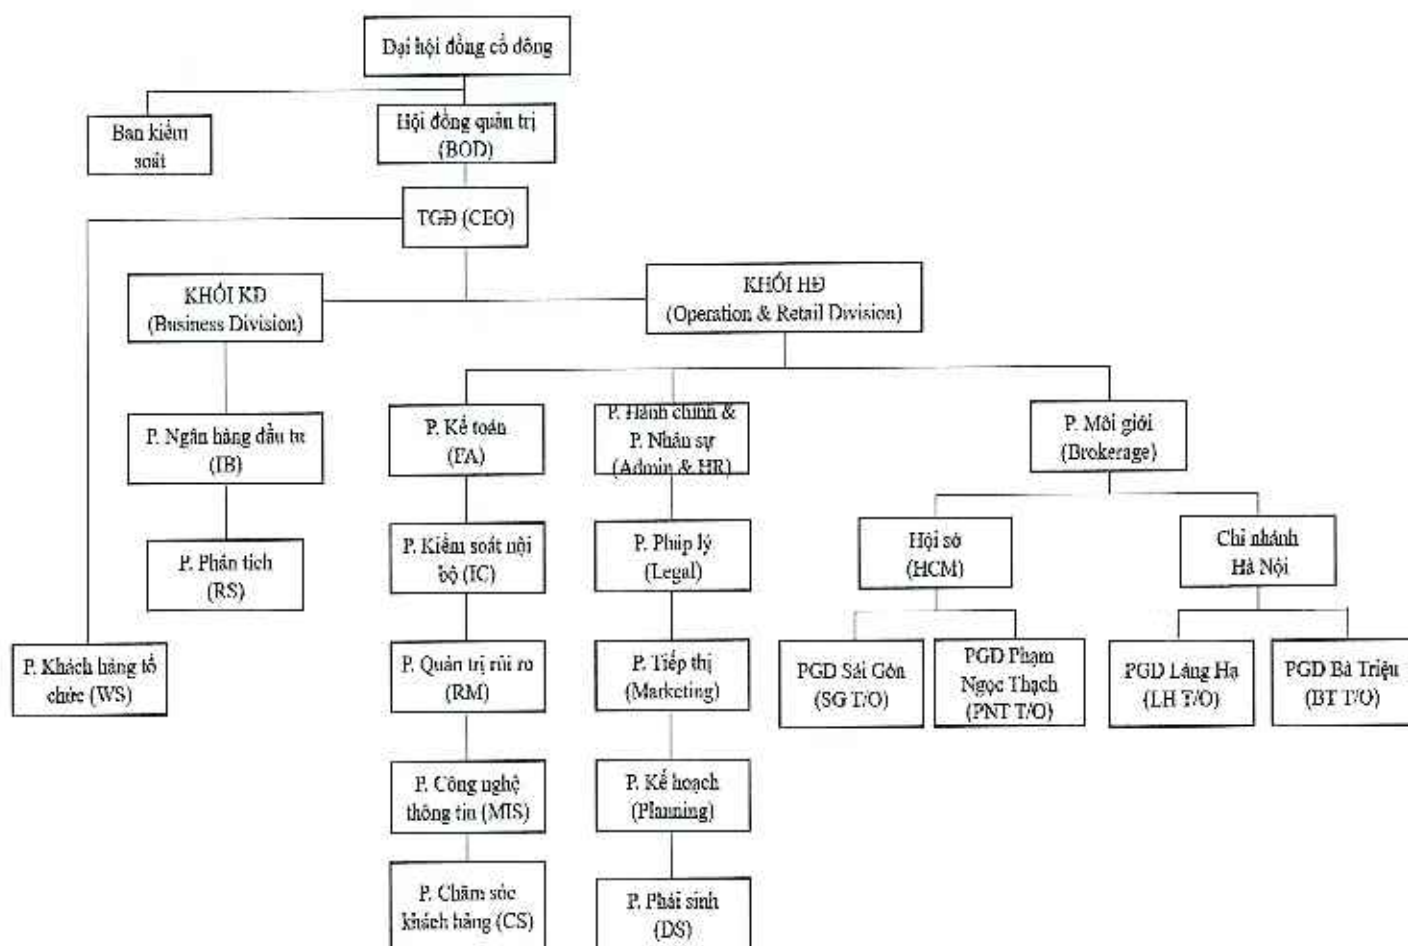 Đại hội đồng cổ đông
Ban kiểm
soát
Hội đồng quản trị
(BOD)
TGĐ (CEO)
KHỐI KD
(Business Division)
KHỐI HĐ
(Operation & Retail Division)
P. Ngân hàng đầu tư
(IB)
P. Kế toán
(FA)
P. Hành chính &
P. Nhân sự
(Admin & HR)
P. Môi giới
(Brokerage)
P. Phân tích
(RS)
P. Kiểm soát nội
bộ (IC)
P. Pháp lý
(Legal)
Hội sở
(HCM)
Chi nhánh
Hà Nội
P. Khách hàng tổ
chức (WS)
P. Quản trị rủi ro
(RM)
P. Tiếp thị
(Marketing)
PGD Sài Gòn
(SG T/O)
PGD Phạm
Ngọc Thạch
(PNT T/O)
PGD Láng Hạ
(LH T/O)
PGD Bà Triệu
(BT T/O)
P. Công nghệ
thông tin (MIS)
P. Kế hoạch
(Planning)
P. Chăm sóc
khách hàng (CS)
P. Phái sinh
(DS)